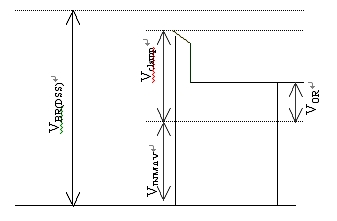 VBR(DSS)
Vclamp
VINMAX
VOR